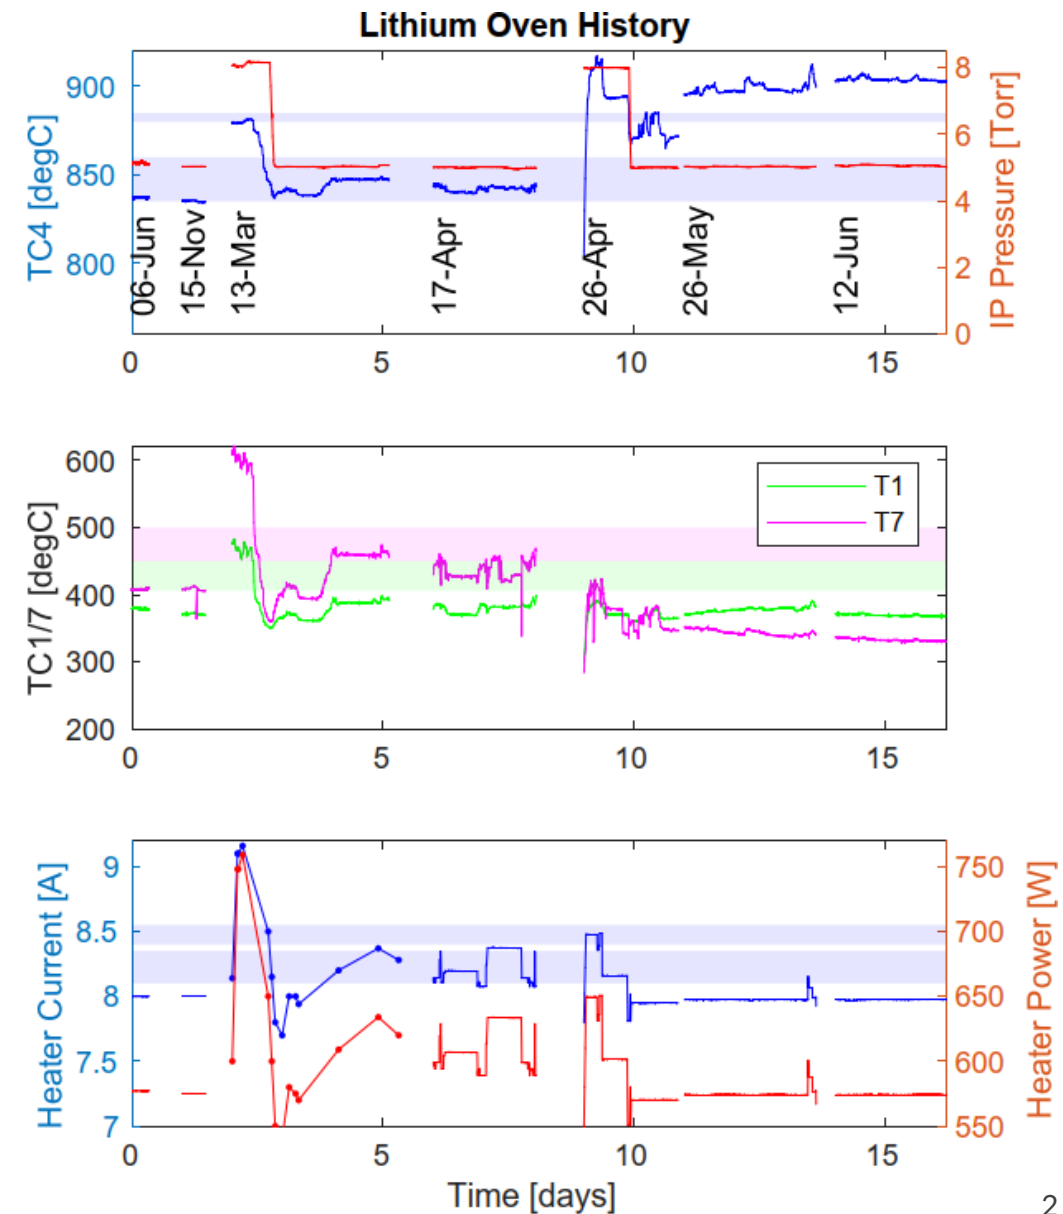 Lithium Oven History
TC4 [degC]
900
850
800
06-Jun
15-Nov
13-Mar
17-Apr
26-Apr
26-May
12-Jun
8
6
4
2
0
IP Pressure [Torr]
0
5
10
15
TC1/7 [degC]
600
500
400
300
200
T1
T7
0
5
10
15
Heater Current [A]
9
8.5
8
7.5
7
750
700
650
600
550
Heater Power [W]
0
5
10
15
Time [days]
2